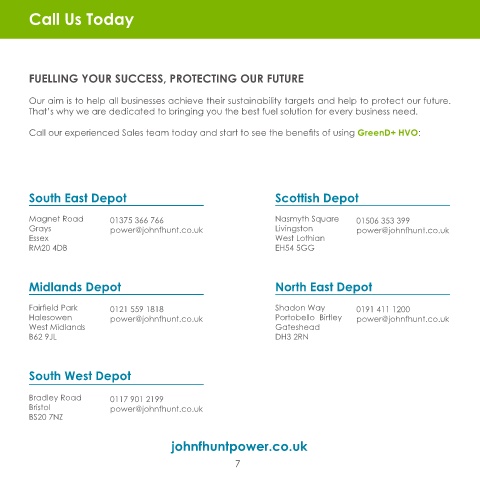 Call Us Today
FUELLING YOUR SUCCESS, PROTECTING OUR FUTURE
Our aim is to help all businesses achieve their sustainability targets and help to protect our future.
That's why we are dedicated to bringing you the best fuel solution for every business need.
Call our experienced Sales team today and start to see the benefits of using GreenD+ HVO:
South East Depot
Magnet Road
Grays
Essex
RM20 4DB
01375 366 766
power@johnfhunt.co.uk
Scottish Depot
Nasmyth Square
Livingston
West Lothian
EH54 5GG
01506 353 399
power@johnfhunt.co.uk
Midlands Depot
Fairfield Park
Halesowen
West Midlands
B62 9JL
0121 559 1818
power@johnfhunt.co.uk
North East Depot
Shadon Way
Portobello Birtley
Gateshead
DH3 2RN
0191 411 1200
power@johnfhunt.co.uk
South West Depot
Bradley Road
Bristol
BS20 7NZ
0117 901 2199
power@johnfhunt.co.uk
johnfhuntpower.co.uk
7